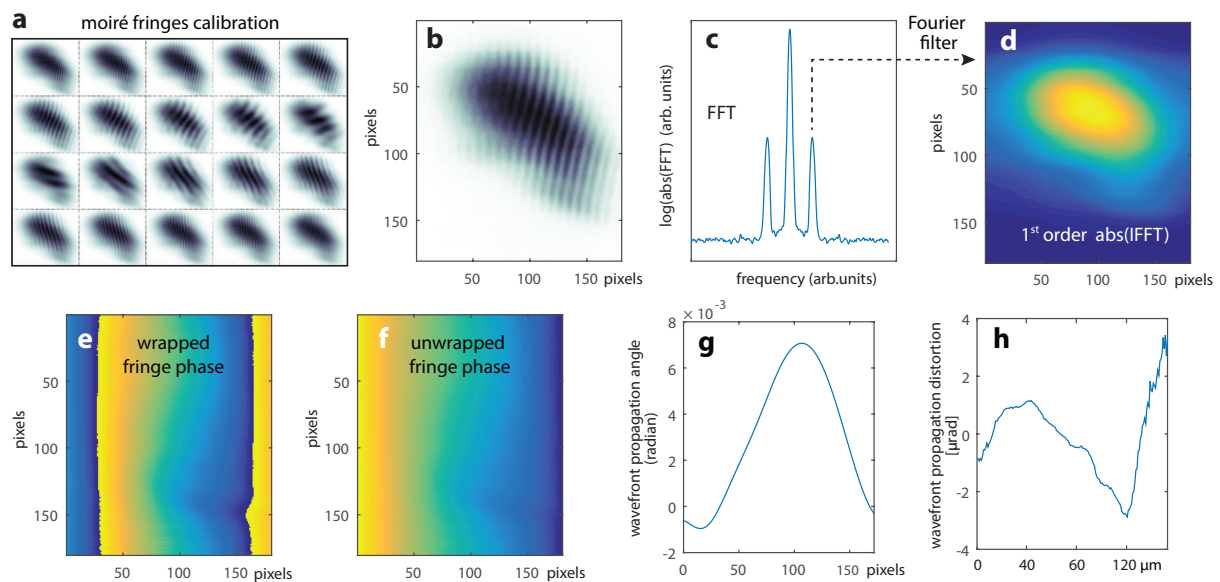 a
moiré fringes calibration
b
pixels
50
100
150
50
100
150
pixels
c
log(abs(FFT) (arb. units)
FFT
frequency (arb.units)
Fourier
filter
d
pixels
50
100
150
1st order abs(IFFT)
50
100
150
pixels
e
wrapped
fringe phase
pixels
50
100
150
50
100
150
pixels
f
unwrapped
fringe phase
pixels
50
100
150
50
100
150
pixels
g
× 10-3
wavefront propagation angle
(radian)
8
6
4
2
0
-2
0
50
100
150
pixels
h
wavefront propagation distortion
[µrad]
4
2
0
-2
-4
0
40
60
120
µm